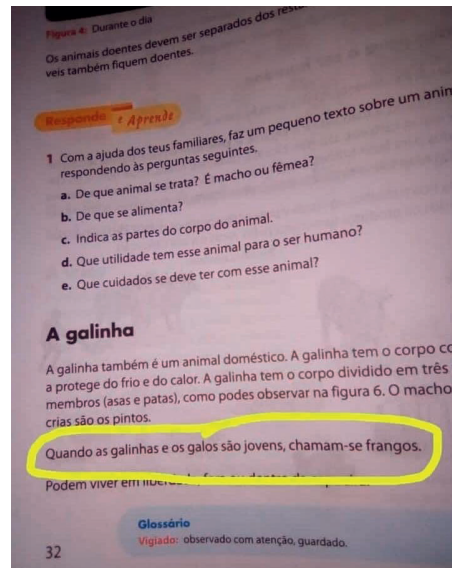 Figura 4: Durante o dia
Os animais doentes devem ser separados dos
veis também fiquem doentes.
Responde e Aprende
1 Com a ajuda dos teus familiares, faz um pequeno texto sobre um
respondendo às perguntas seguintes.
a. De que animal se trata? É macho ou fêmea?
b. De que se alimenta?
c. Indica as partes do corpo do animal.
d. Que utilidade tem esse animal para o ser humano?
e. Que cuidados se deve ter com esse animal?
A galinha
A galinha também é um animal doméstico. A galinha tem o corpo
a protege do frio e do calor. A galinha tem o corpo dividido em três
membros (asas e patas), como podes observar na figura 6. O macho
crias são os pintos.
Quando as galinhas e os galos são jovens, chamam-se frangos.
Podem viver em
Glossário
Vigiado: observado com atenção, guardado.
32